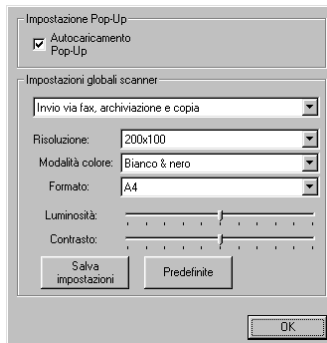 Impostazione Pop-Up
Autocaricamento
Pop-Up
Impostazioni globali scanner
Invio via fax, archiviazione e copia
Risoluzione: 200x100
Modalità colore: Bianco & nero
Formato: A4
Luminosità:
Contrasto:
Salva
impostazioni
Predefinite
OK